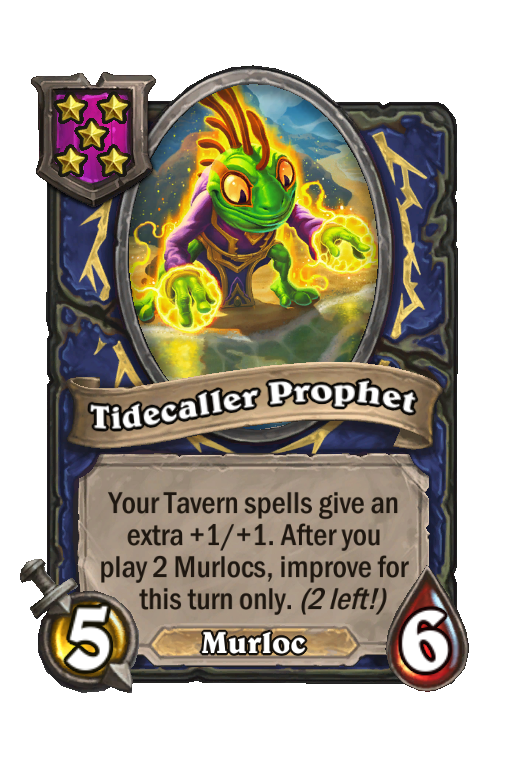 Tidecaller Prophet
Your Tavern spells give an
extra +1/+1. After you
play 2 Murlocs, improve for
this turn only. (2 left!)
5
Murloc
6